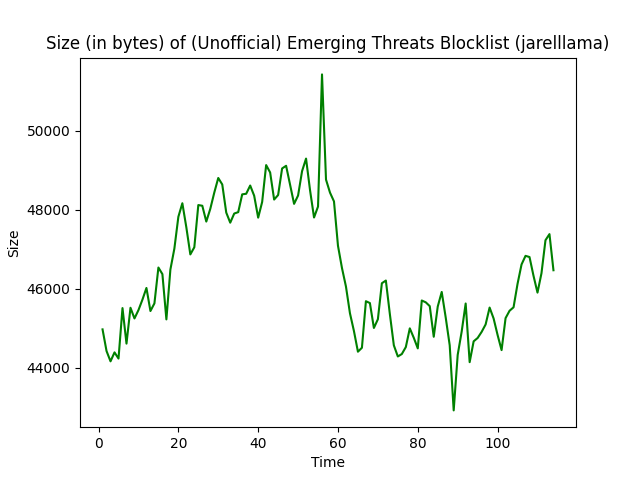 Size (in bytes) of (Unofficial) Emerging Threats Blocklist (jarelllama)
50000
48000
46000
44000
Size
0 20 40 60 80 100
Time